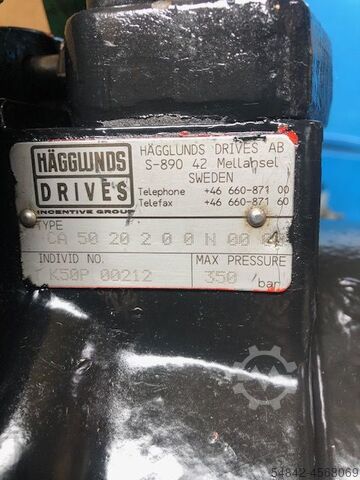 HÄGGLUNDS
DRIVES
INCENTIVE GROUP
HÄGGLUNDS DRIVES AB
S-890 42 Mellansel
SWEDEN
Telephone +46 660-871 00
Telefax +46 660-871 60
TYPE
CA 50 20 2 0 0 N 00
INDIVID NO.
K50P 00212
MAX PRESSURE
350 bar
54842-4568069